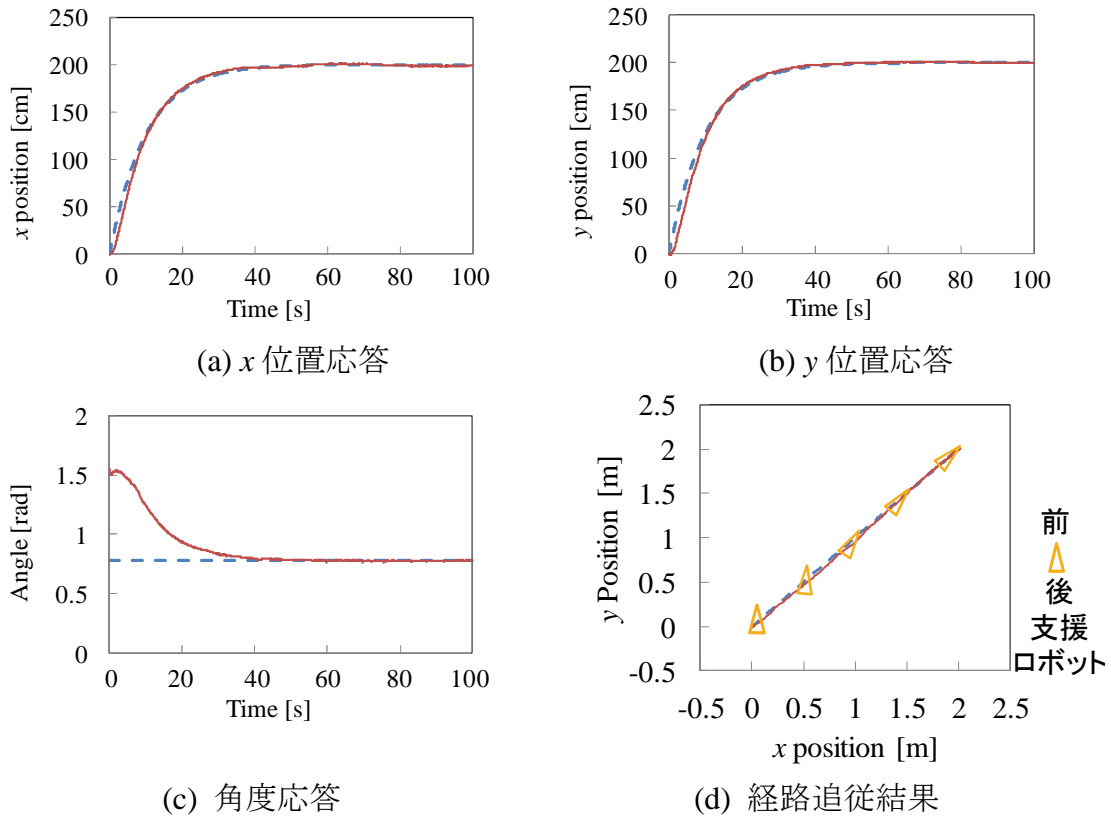 250
200
150
100
50
0
x position [cm]
0 20 40 60 80 100
Time [s]
(a) x 位置応答
250
200
150
100
50
0
y position [cm]
0 20 40 60 80 100
Time [s]
(b) y 位置応答
2
1.5
1
0.5
0
Angle [rad]
0 20 40 60 80 100
Time [s]
(c) 角度応答
2.5
2
1.5
1
0.5
0
-0.5
y Position [m]
-0.5 0 0.5 1 1.5 2 2.5
x position [m]
前
後
支援
ロボット
(d) 経路追従結果